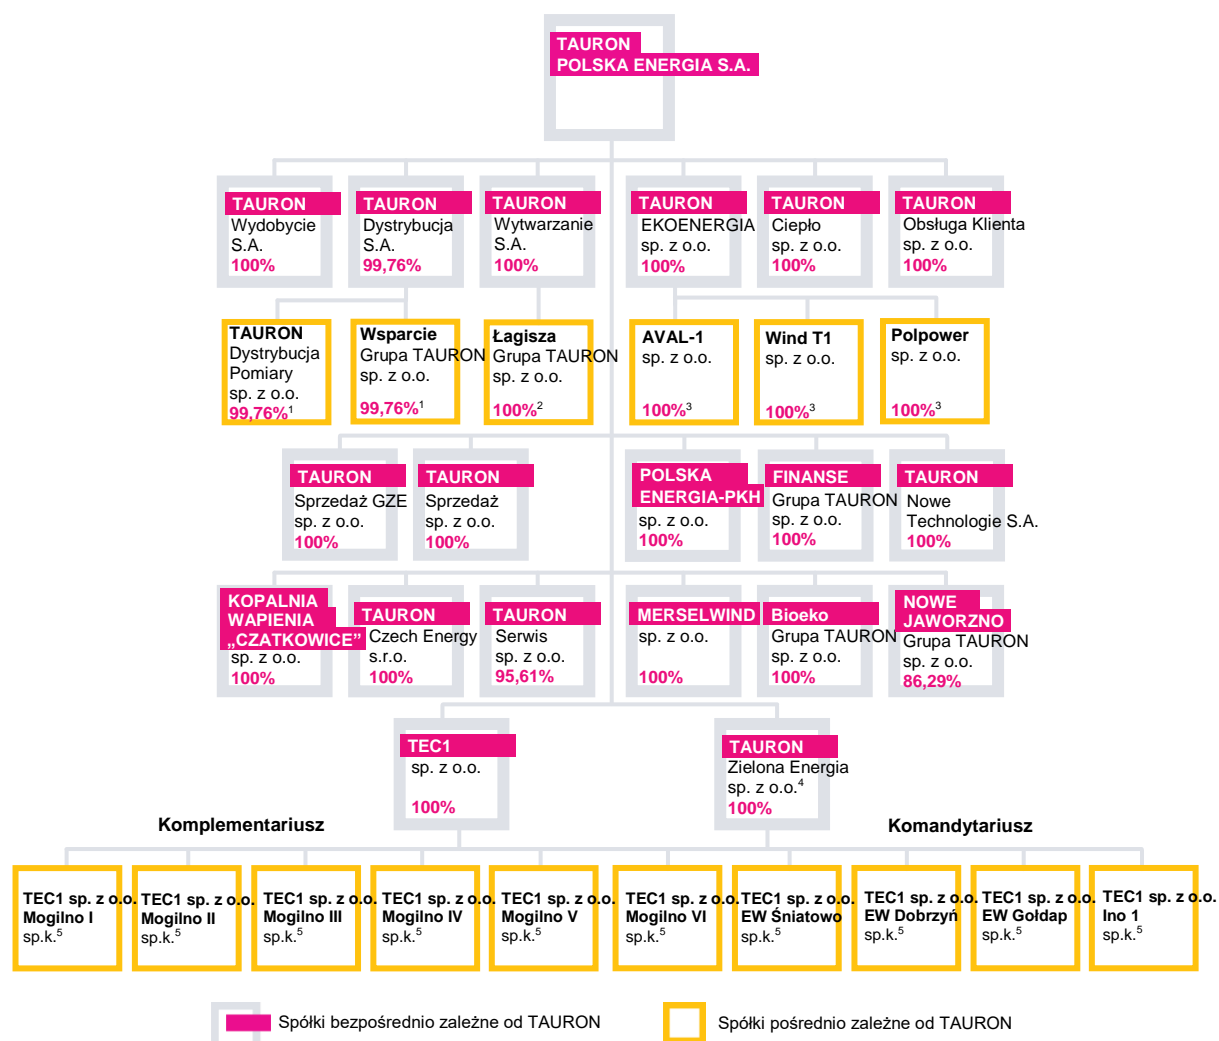 TAURON
POLSKA ENERGIA S.A.
TAURON
Wydobycie
S.A.
100%
TAURON
Dystrybucja
S.A.
99,76%
TAURON
Wytwarzanie
S.A.
100%
TAURON
EKOENERGIA
sp. z o.o.
100%
TAURON
Ciepło
sp. z o.o.
100%
TAURON
Obsługa Klienta
sp. z o.o.
100%
TAURON
Dystrybucja
Pomiary
sp. z o.o.
99,76%1
Wsparcie
Grupa TAURON
sp. z o.o.
99,76%1
Łagisza
Grupa TAURON
sp. z o.o.
100%2
AVAL-1
sp. z o.o.
100%3
Wind T1
sp. z o.o.
100%3
Polpower
sp. z o.o.
100%3
TAURON
Sprzedaż GZE
sp. z o.o.
100%
TAURON
Sprzedaż
sp. z o.o.
100%
POLSKA
ENERGIA-PKH
sp. z o.o.
100%
FINANSE
Grupa TAURON
sp. z o.o.
100%
TAURON
Nowe
Technologie S.A.
100%
KOPALNIA
WAPIENIA
„CZATKOWICE”
sp. z o.o.
100%
TAURON
Czech Energy
s.r.o.
100%
TAURON
Serwis
sp. z o.o.
95,61%
MERSELWIND
sp. z o.o.
100%
Bioeko
Grupa TAURON
sp. z o.o.
100%
NOWE
JAWORZNO
Grupa TAURON
sp. z o.o.
86,29%
TEC1
sp. z o.o.
100%
TAURON
Zielona Energia
sp. z o.o.4
100%
Komplementariusz
Komandytariusz
TEC1 sp. z o.o.
Mogilno I
sp.k.5
TEC1 sp. z o.o.
Mogilno II
sp.k.5
TEC1 sp. z o.o.
Mogilno III
sp.k.5
TEC1 sp. z o.o.
Mogilno IV
sp.k.5
TEC1 sp. z o.o.
Mogilno V
sp.k.5
TEC1 sp. z o.o.
Mogilno VI
sp.k.5
TEC1 sp. z o.o.
EW Śniatowo
sp.k.5
TEC1 sp. z o.o.
EW Dobrzyń
sp.k.5
TEC1 sp. z o.o.
EW Gołdap
sp.k.5
TEC1 sp. z o.o.
Ino 1
sp.k.5
Spółki bezpośrednio zależne od TAURON
Spółki pośrednio zależne od TAURON